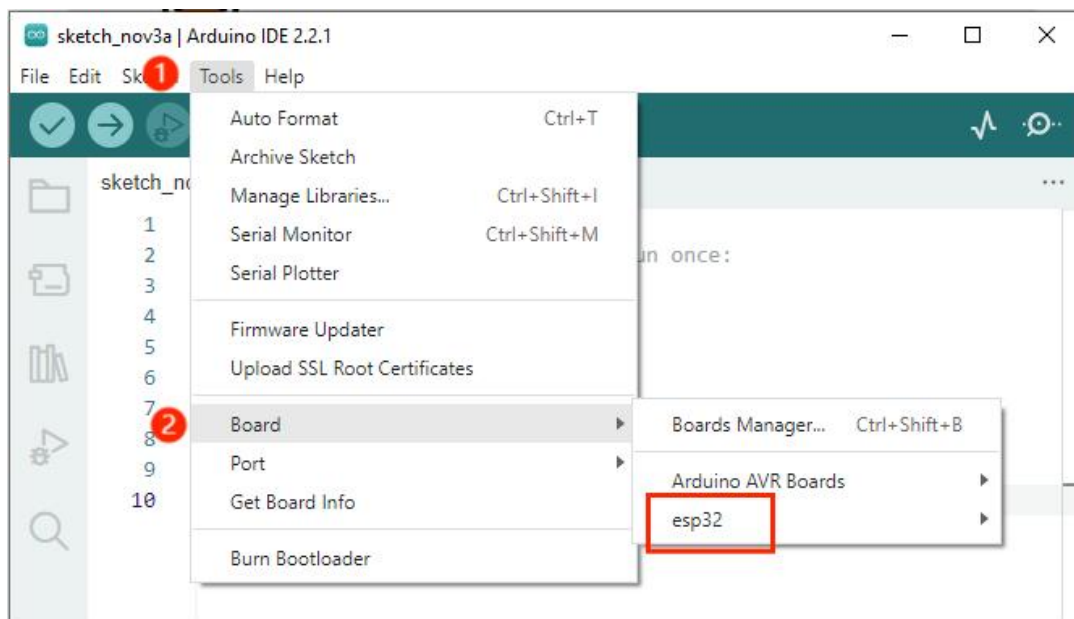 sketch_nov3a | Arduino IDE 2.2.1
File Edit Sk 1 Tools Help
Auto Format Ctrl+T
Archive Sketch
sketch_no
Manage Libraries... Ctrl+Shift+I
1
Serial Monitor Ctrl+Shift+M
2 un once:
Serial Plotter
3
4
Firmware Updater
5
Upload SSL Root Certificates
6
7
2 Board Boards Manager... Ctrl+Shift+B
8
Port
9
Arduino AVR Boards
Get Board Info
10
esp32
Burn Bootloader